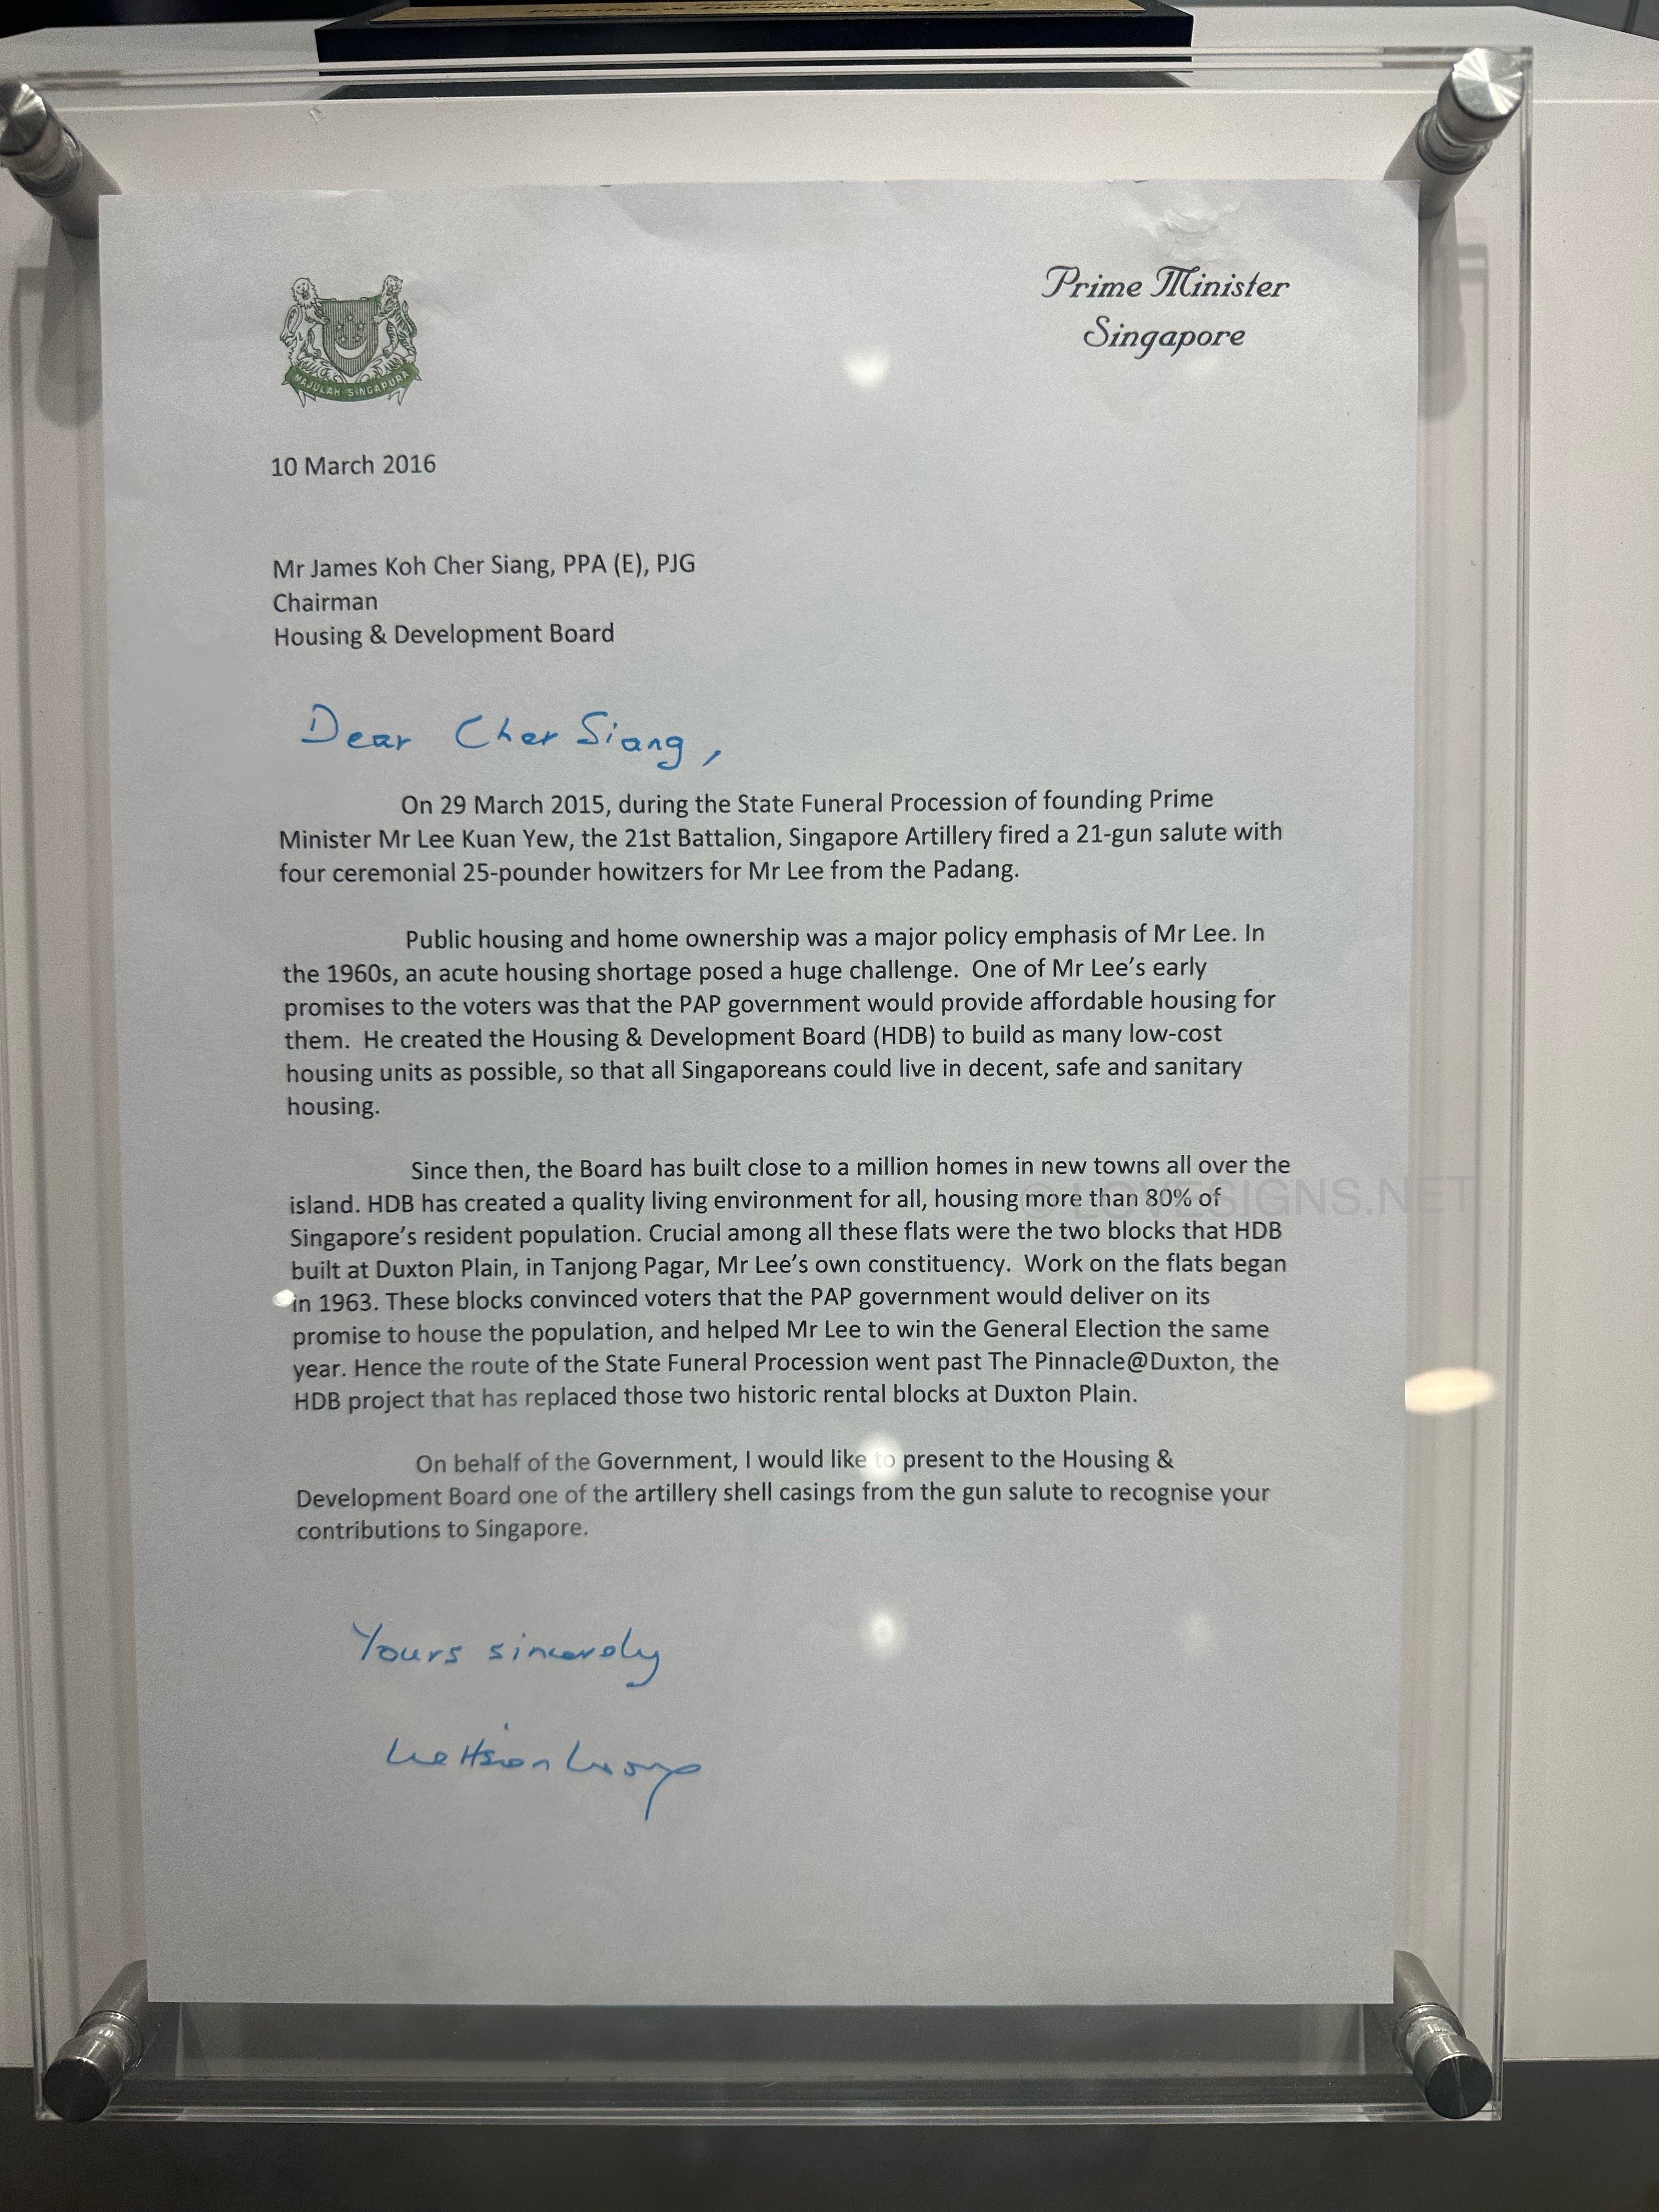 Prime Minister
Singapore
MAJULAH SINGAPURA
10 March 2016
Mr James Koh Cher Siang, PPA (E), PJG
Chairman
Housing & Development Board
Dear Cher Siang,
On 29 March 2015, during the State Funeral Procession of founding Prime
Minister Mr Lee Kuan Yew, the 21st Battalion, Singapore Artillery fired a 21-gun salute with
four ceremonial 25-pounder howitzers for Mr Lee from the Padang.
Public housing and home ownership was a major policy emphasis of Mr Lee. In
the 1960s, an acute housing shortage posed a huge challenge. One of Mr Lee's early
promises to the voters was that the PAP government would provide affordable housing for
them. He created the Housing & Development Board (HDB) to build as many low-cost
housing units as possible, so that all Singaporeans could live in decent, safe and sanitary
housing.
Since then, the Board has built close to a million homes in new towns all over the
island. HDB has created a quality living environment for all, housing more than 80% of
Singapore's resident population. Crucial among all these flats were the two blocks that HDB
built at Duxton Plain, in Tanjong Pagar, Mr Lee's own constituency. Work on the flats began
in 1963. These blocks convinced voters that the PAP government would deliver on its
promise to house the population, and helped Mr Lee to win the General Election the same
year. Hence the route of the State Funeral Procession went past The Pinnacle@Duxton, the
HDB project that has replaced those two historic rental blocks at Duxton Plain.
On behalf of the Government, I would like to present to the Housing &
Development Board one of the artillery shell casings from the gun salute to recognise your
contributions to Singapore.
Yours sincerely
Lee Hsien Loong
© LOVESIGNS.NET